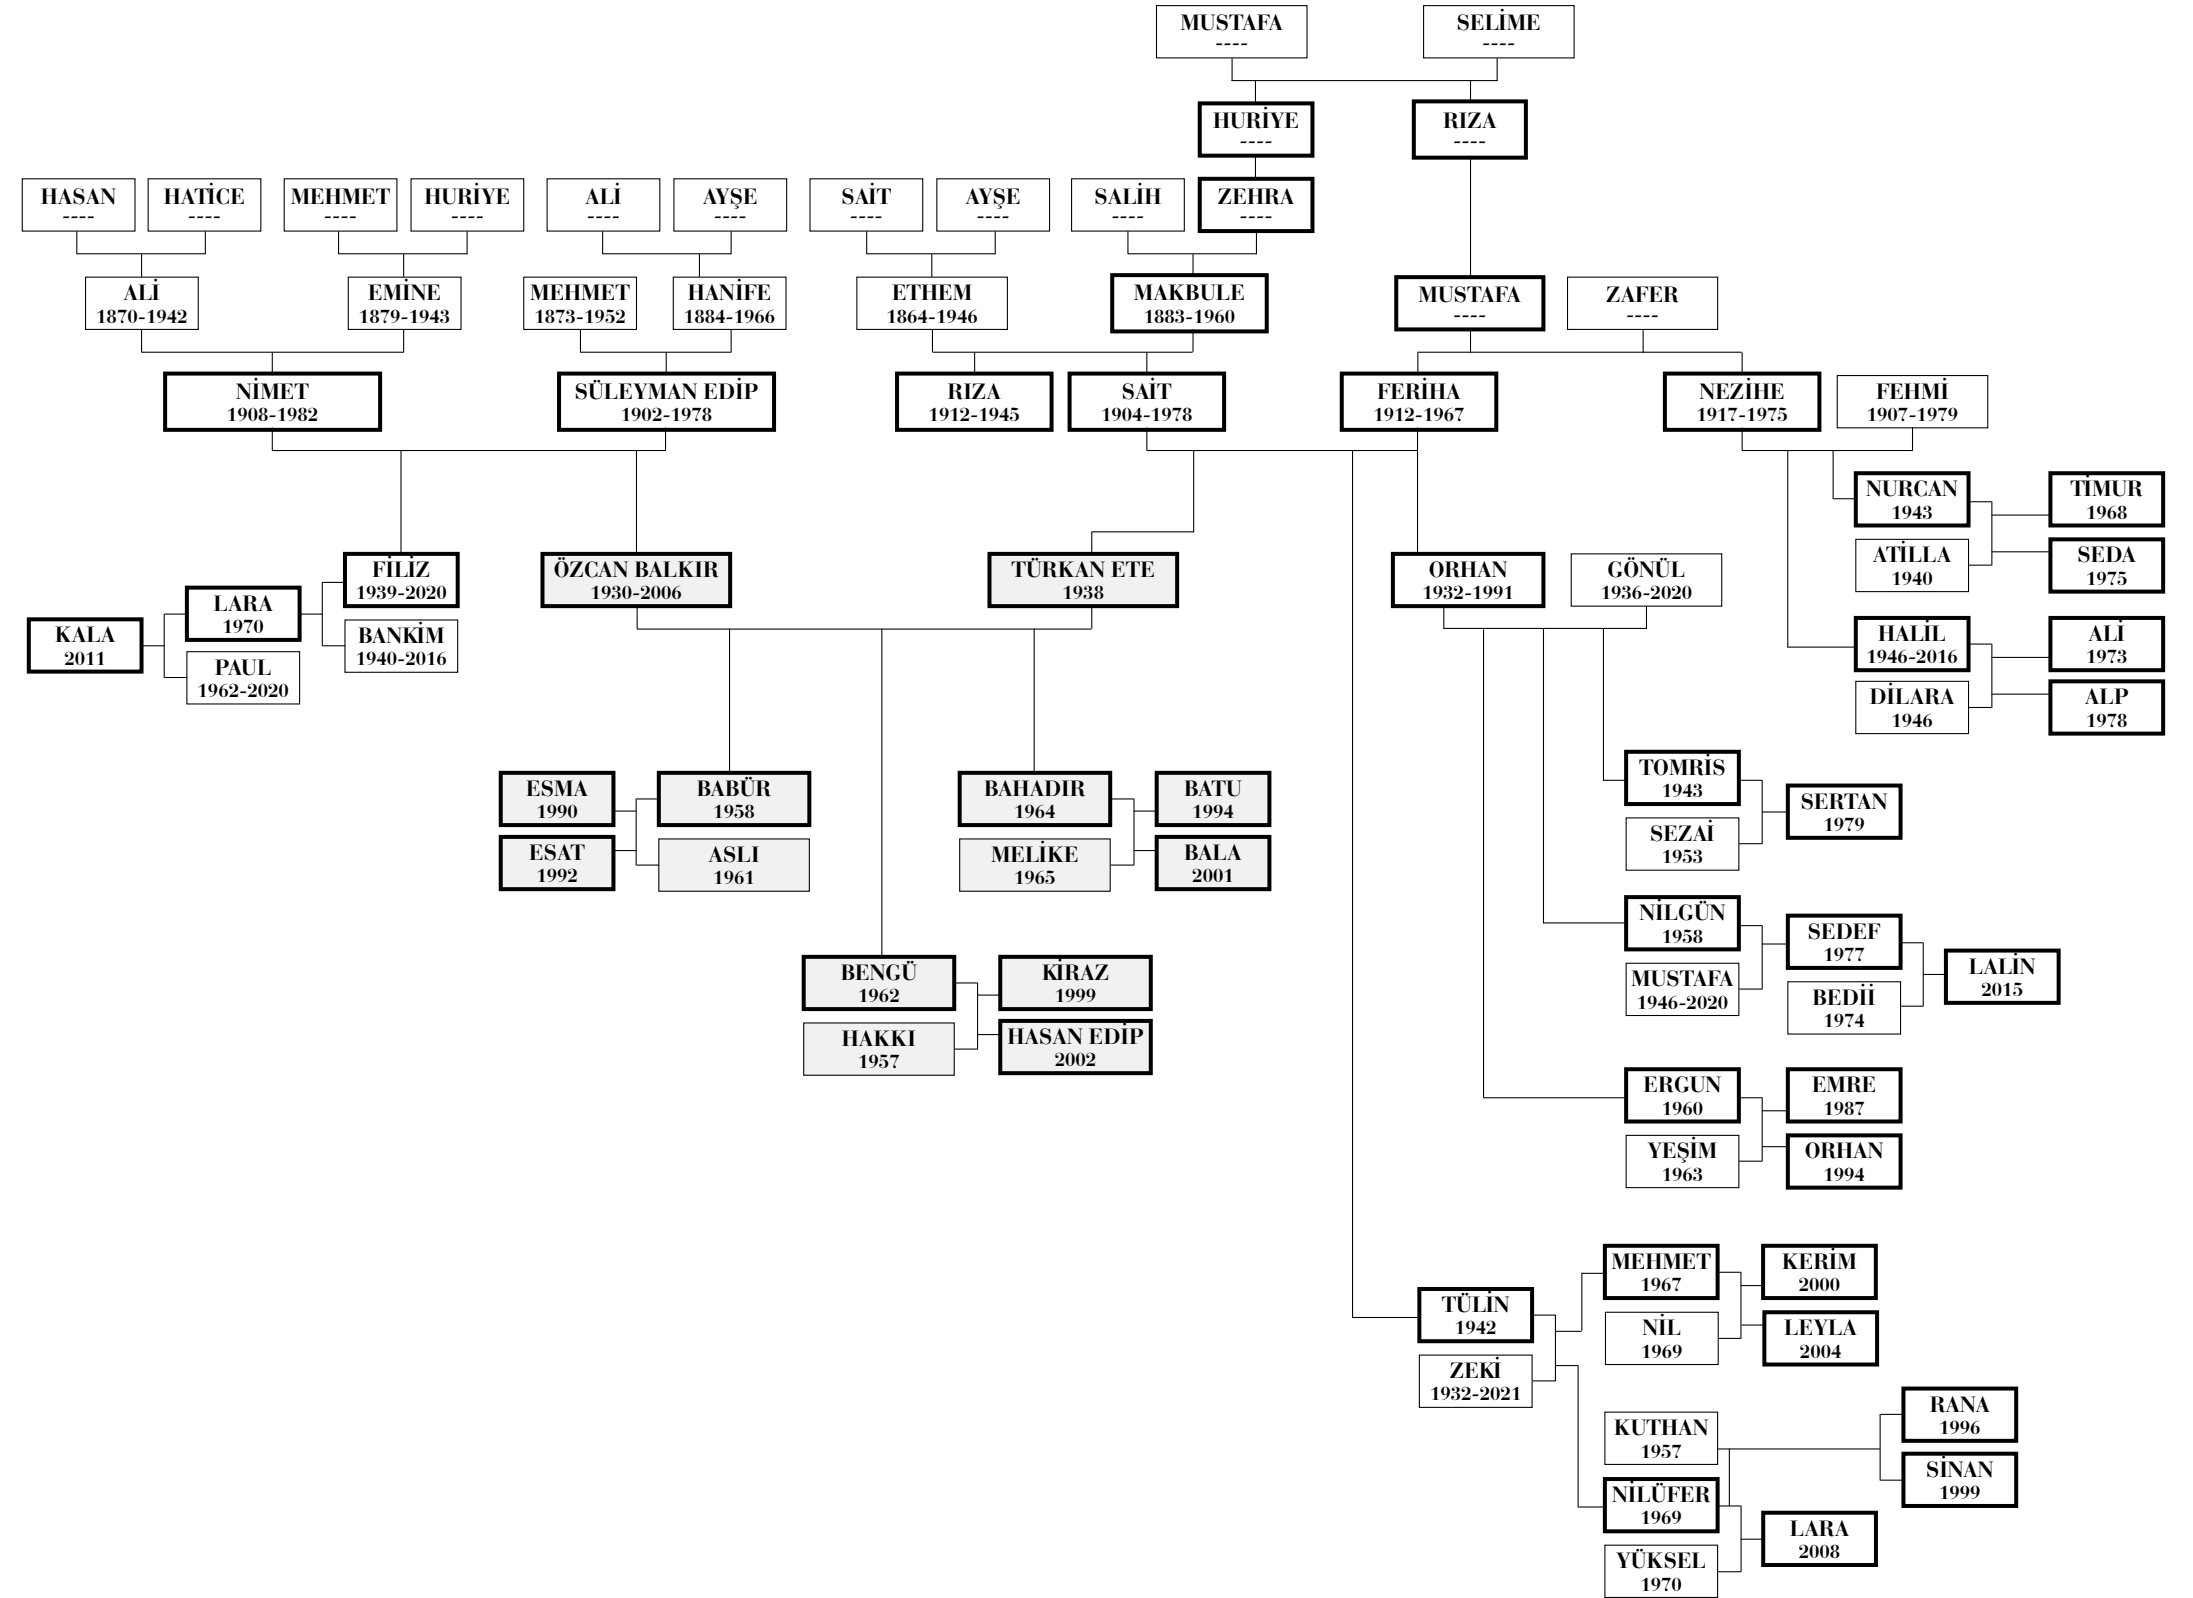 MUSTAFA
----
SELİME
----
HURİYE
----
RIZA
----
HASAN
----
HATİCE
----
MEHMET
----
HURİYE
----
ALİ
----
AYŞE
----
SAİT
----
AYŞE
----
SALİH
----
ZEHRA
----
ALİ
1870-1942
EMİNE
1879-1943
MEHMET
1873-1952
HANİFE
1884-1966
ETHEM
1864-1946
MAKBULE
1883-1960
MUSTAFA
----
ZAFER
----
NİMET
1908-1982
SÜLEYMAN EDİP
1902-1978
RIZA
1912-1945
SAİT
1904-1978
FERİHA
1912-1967
NEZİHE
1917-1975
FEHMİ
1907-1979
NURCAN
1943
TİMUR
1968
ATİLLA
1940
SEDA
1975
FİLİZ
1939-2020
ÖZCAN BALKIR
1930-2006
TÜRKAN ETE
1938
ORHAN
1932-1991
GÖNÜL
1936-2020
LARA
1970
KALA
2011
BANKİM
1940-2016
PAUL
1962-2020
HALİL
1946-2016
ALİ
1973
DİLARA
1946
ALP
1978
TOMRİS
1943
SERTAN
1979
SEZAİ
1953
ESMA
1990
BABÜR
1958
BAHADIR
1964
BATU
1994
ESAT
1992
ASLI
1961
MELİKE
1965
BALA
2001
NİLGÜN
1958
SEDEF
1977
MUSTAFA
1946-2020
BEDİİ
1974
LALİN
2015
BENGÜ
1962
KİRAZ
1999
HAKKI
1957
HASAN EDİP
2002
ERGUN
1960
EMRE
1987
YEŞİM
1963
ORHAN
1994
MEHMET
1967
KERİM
2000
TÜLİN
1942
NİL
1969
LEYLA
2004
ZEKİ
1932-2021
KUTHAN
1957
RANA
1996
SİNAN
1999
NİLÜFER
1969
LARA
2008
YÜKSEL
1970